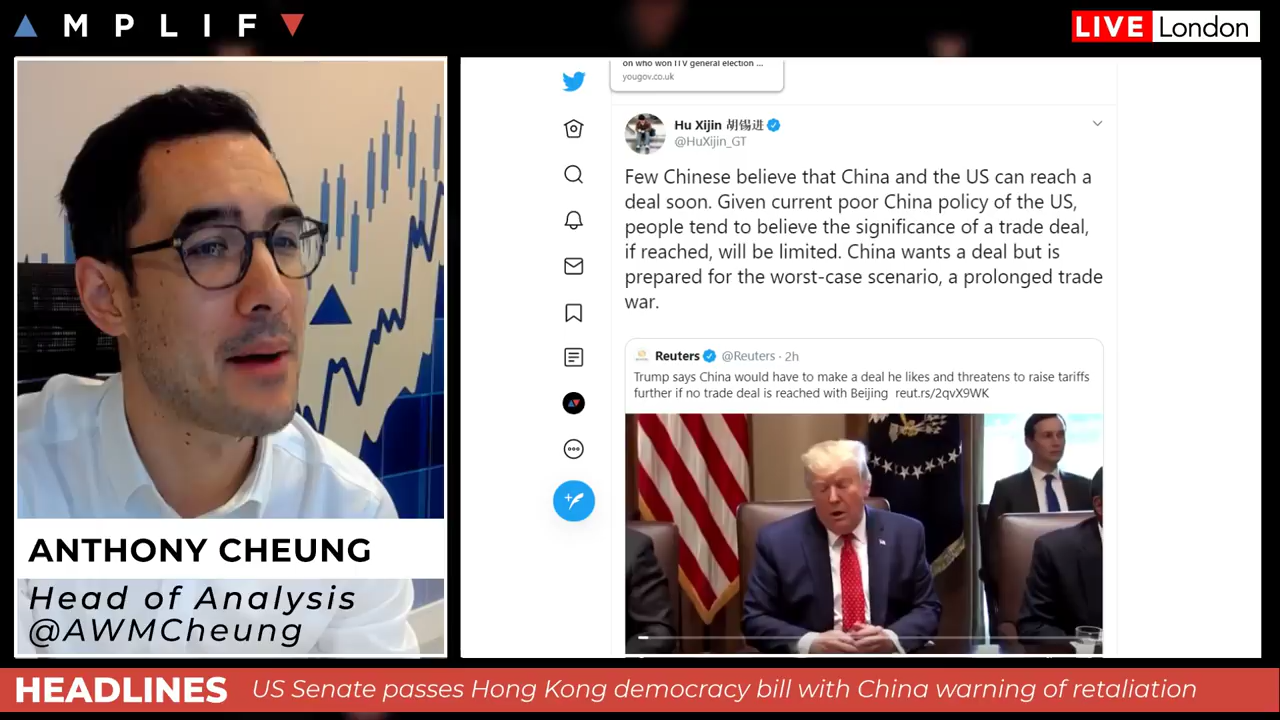 AMPLIFY
LIVE London
on who won ITV general election ...
yougov.co.uk
Hu Xijin 胡锡进
@HuXijin_GT
Few Chinese believe that China and the US can reach a
deal soon. Given current poor China policy of the US,
people tend to believe the significance of a trade deal,
if reached, will be limited. China wants a deal but is
prepared for the worst-case scenario, a prolonged trade
war.
Reuters @Reuters · 2h
Trump says China would have to make a deal he likes and threatens to raise tariffs
further if no trade deal is reached with Beijing reut.rs/2qvX9WK
ANTHONY CHEUNG
Head of Analysis
@AWMCheung
HEADLINES US Senate passes Hong Kong democracy bill with China warning of retaliation